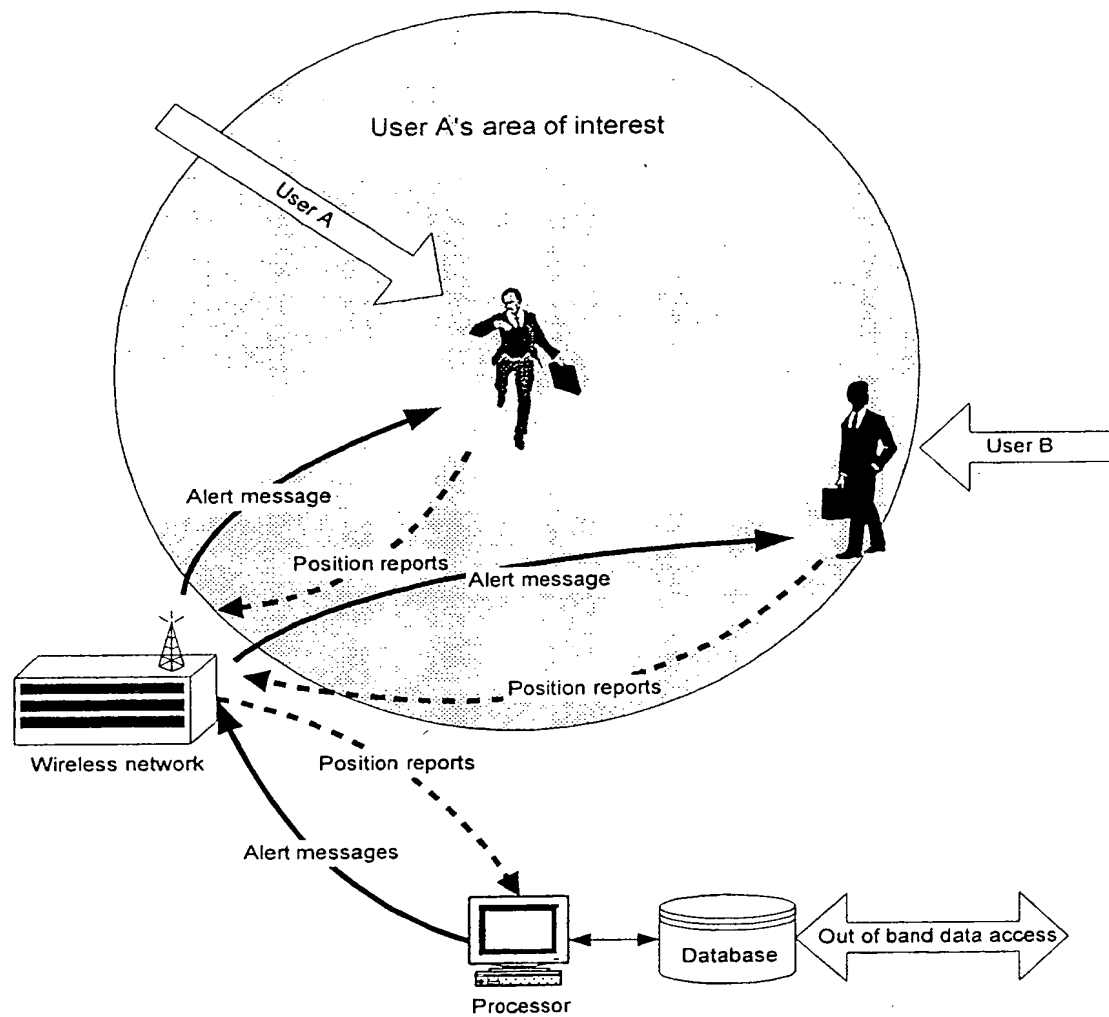 User A's area of interest
User A
User B
Alert message
Position reports
Alert message
Position reports
Wireless network
Position reports
Alert messages
Out of band data access
Database
Processor